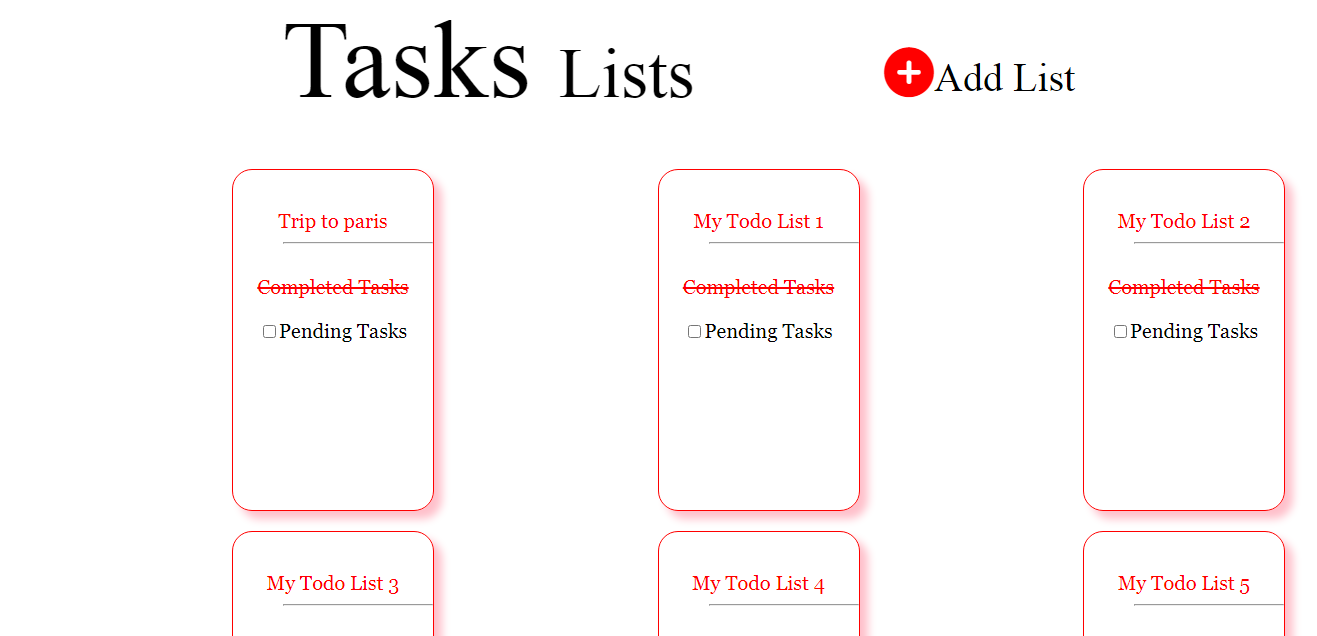 Tasks Lists
Add List
Trip to paris
Completed Tasks
Pending Tasks
My Todo List 1
Completed Tasks
Pending Tasks
My Todo List 2
Completed Tasks
Pending Tasks
My Todo List 3
My Todo List 4
My Todo List 5